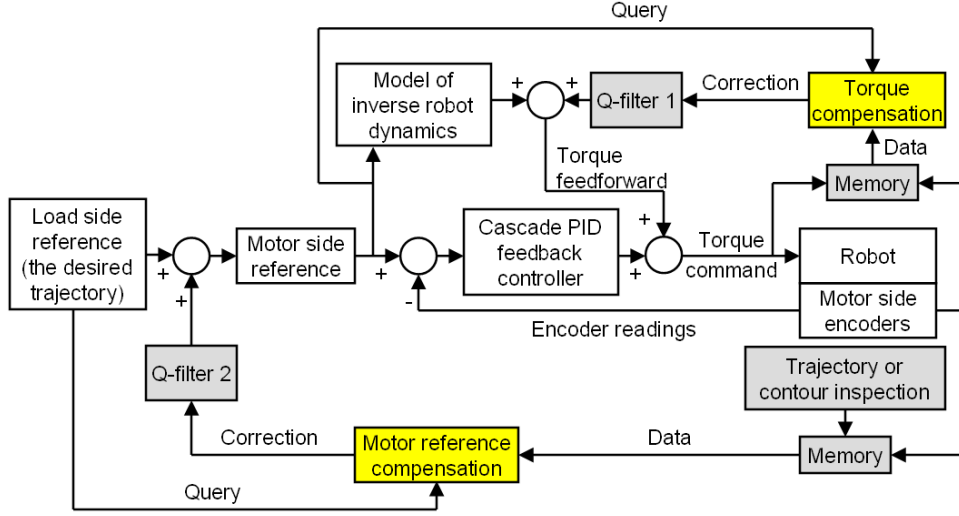 Query
Model of
inverse robot
dynamics
+
+
Q-filter 1
Correction
Torque
compensation
Data
Torque
feedforward
Memory
Load side
reference
(the desired
trajectory)
+
+
Motor side
reference
+
-
Cascade PID
feedback
controller
+
+
Torque
command
Robot
Motor side
encoders
Encoder readings
Q-filter 2
Trajectory or
contour inspection
Correction
Motor reference
compensation
Data
Memory
Query